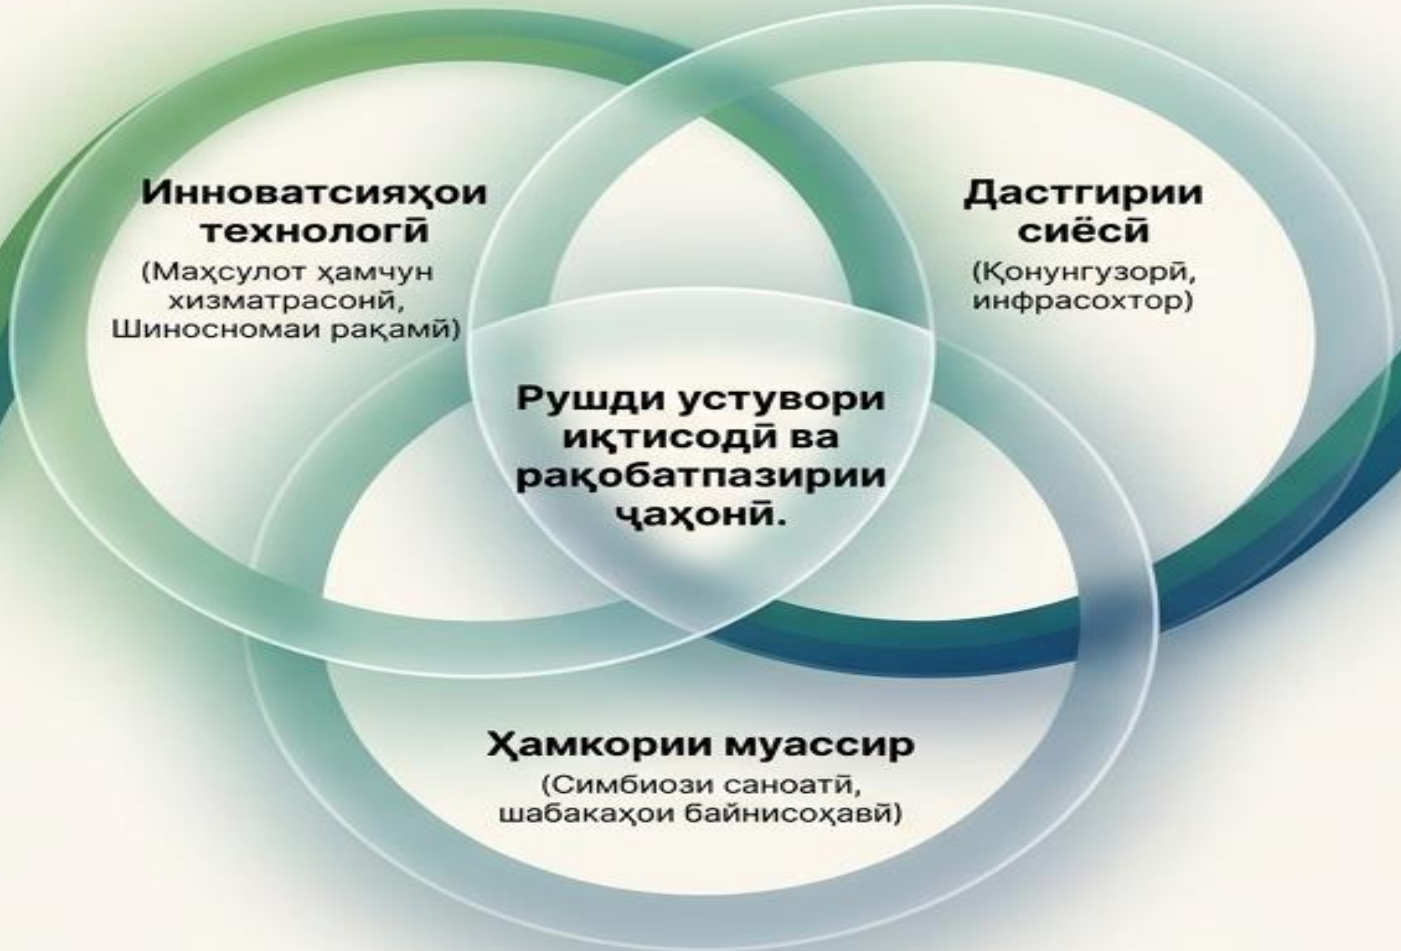 Инноватсияҳои
технологӣ
(Маҳсулот ҳамчун
хизматрасонӣ,
Шиносномаи рақамӣ)
Дастгирии
сиёсӣ
(Қонунгузорӣ,
инфрасохтор)
Рушди устувори
иқтисодӣ ва
рақобатпазирии
ҷаҳонӣ.
Ҳамкории муассир
(Симбиози саноатӣ,
шабакаҳои байнисоҳавӣ)